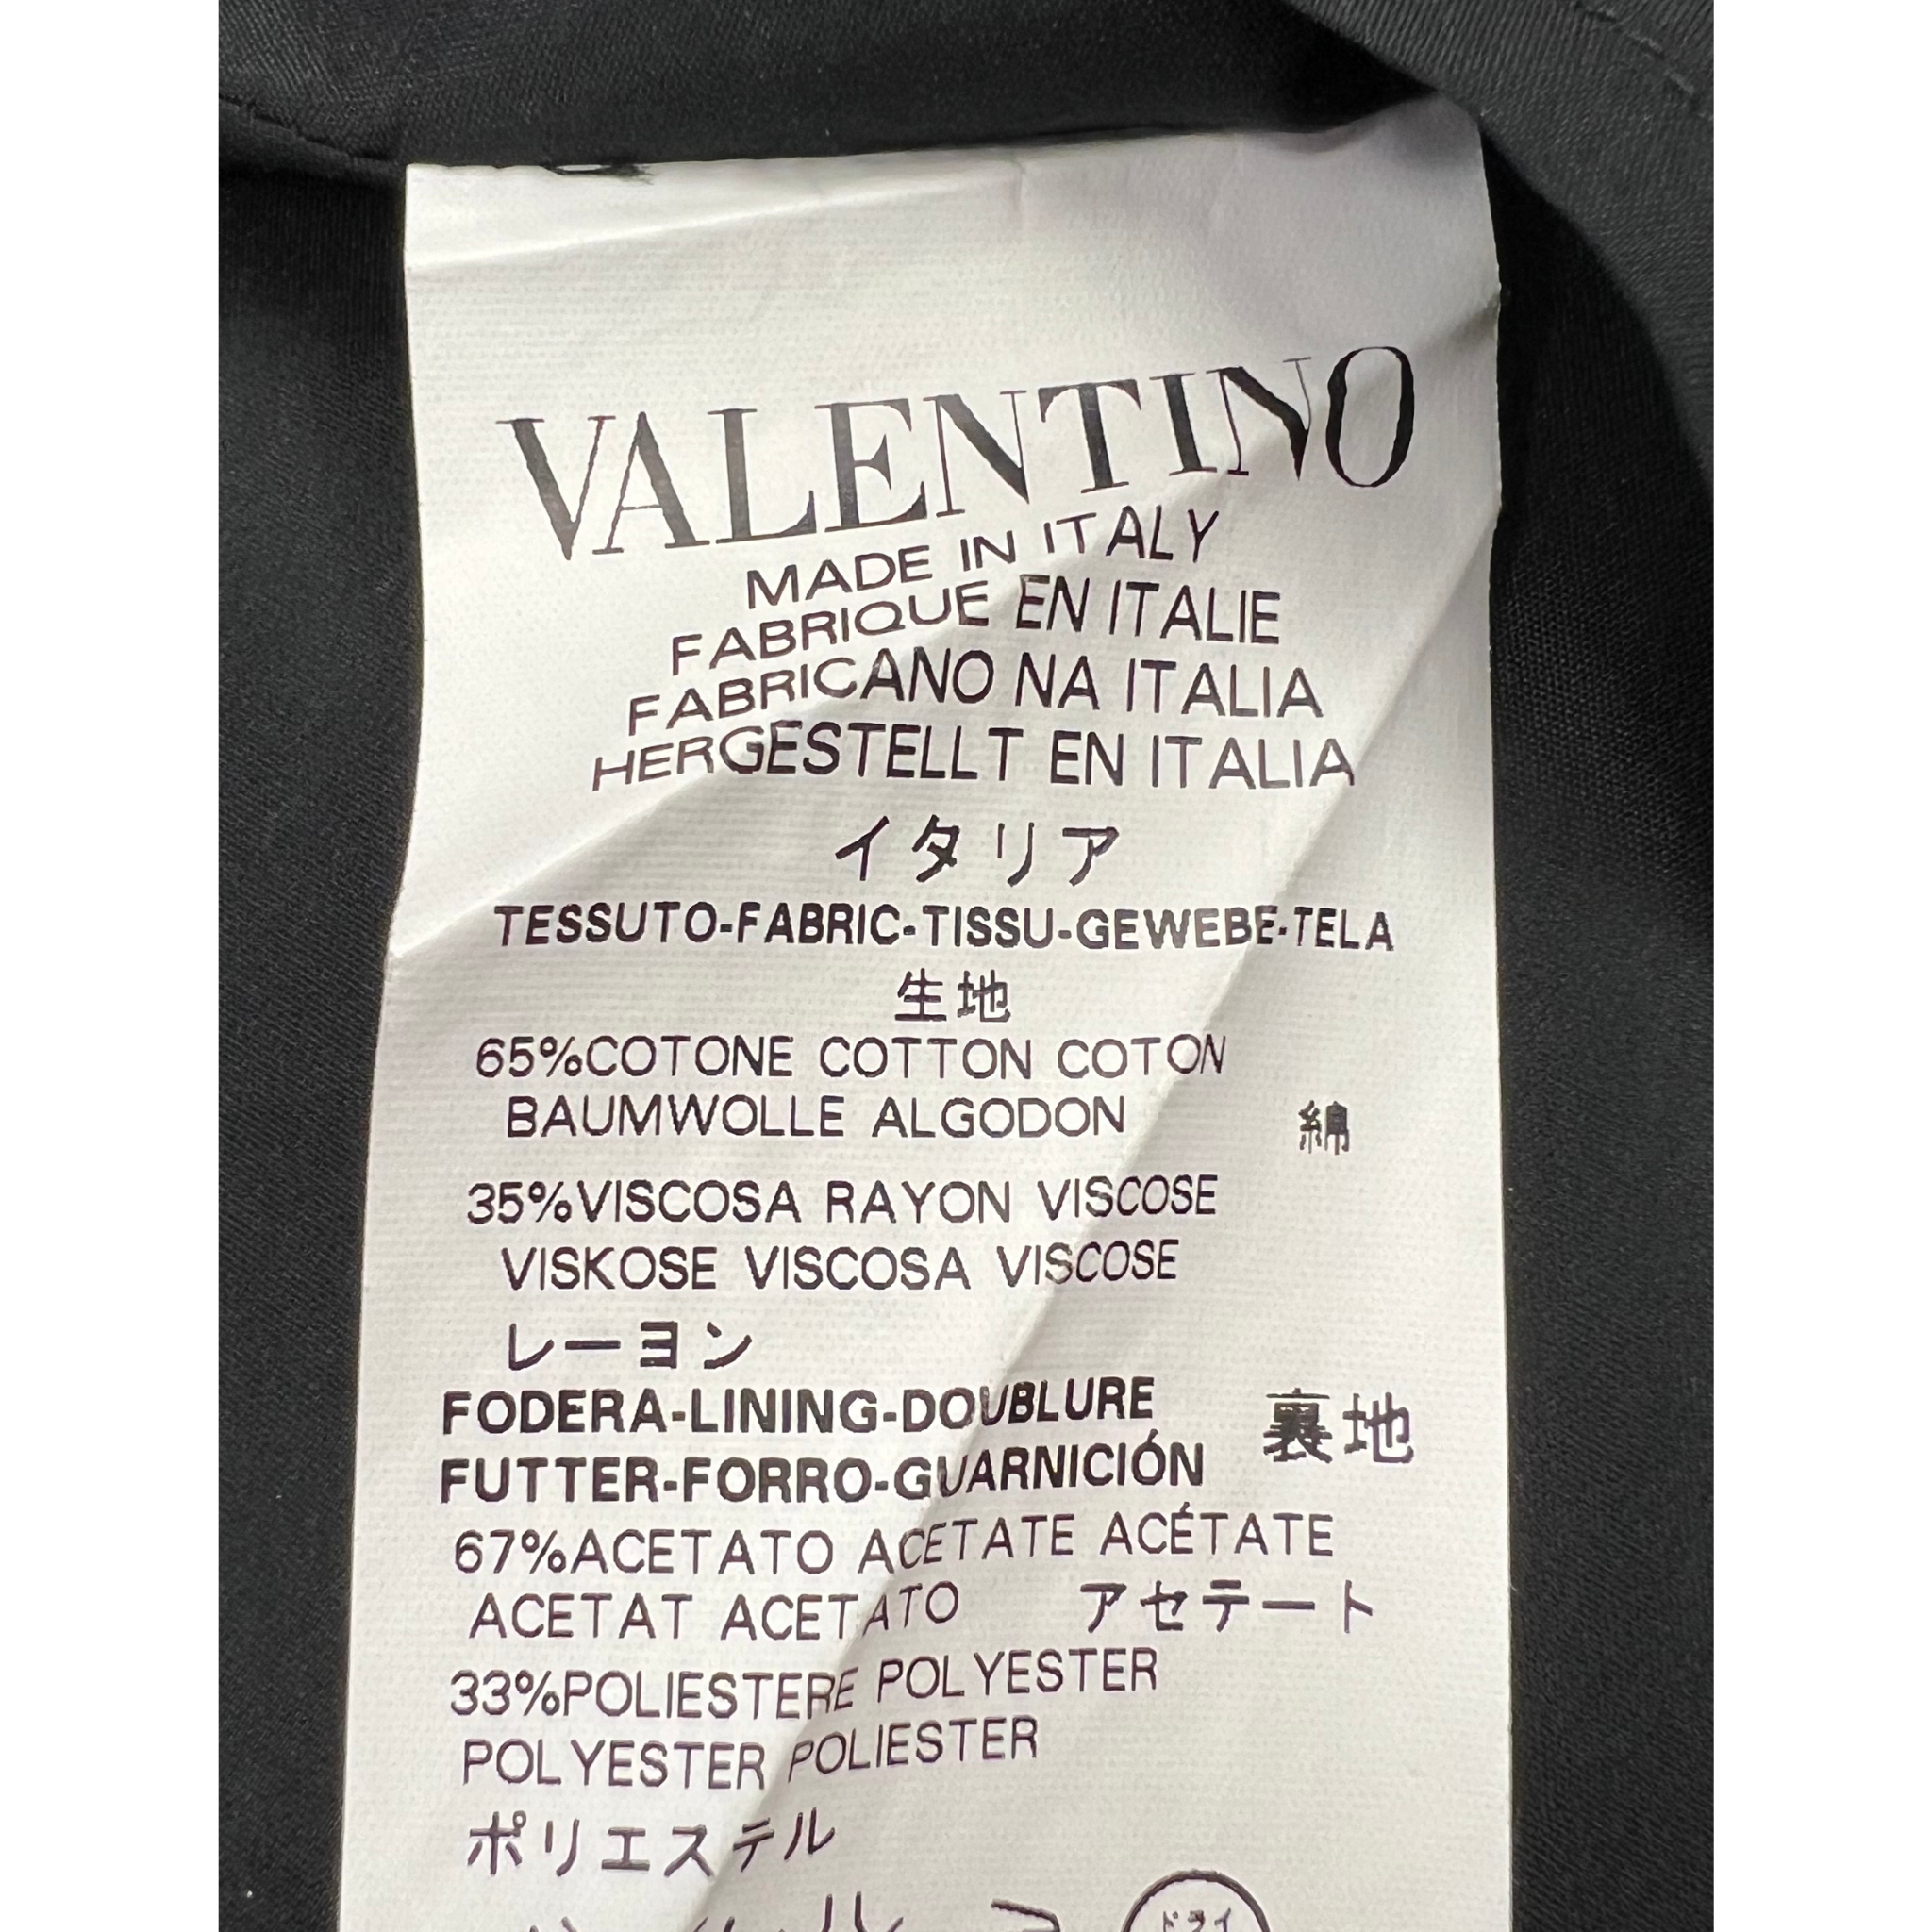 VALENTINO
MADE IN ITALY
FABRIQUE EN ITALIE
FABRICANO NA ITALIA
HERGESTELLT EN ITALIA
イタリア
TESSUTO-FABRIC-TISSU-GEWEBE-TELA
生地
65%COTONE COTTON COTON
BAUMWOLLE ALGODON 綿
35%VISCOSA RAYON VISCOSE
VISKOSE VISCOSA VISCOSE
レーヨン
FODERA-LINING-DOUBLURE 裏地
FUTTER-FORRO-GUARNICIÓN
67%ACETATO ACETATE ACÉTATE
ACETAT ACETATO アセテート
33%POLIESTERE POLYESTER
POLYESTER POLIESTER
ポリエステル
ドライ